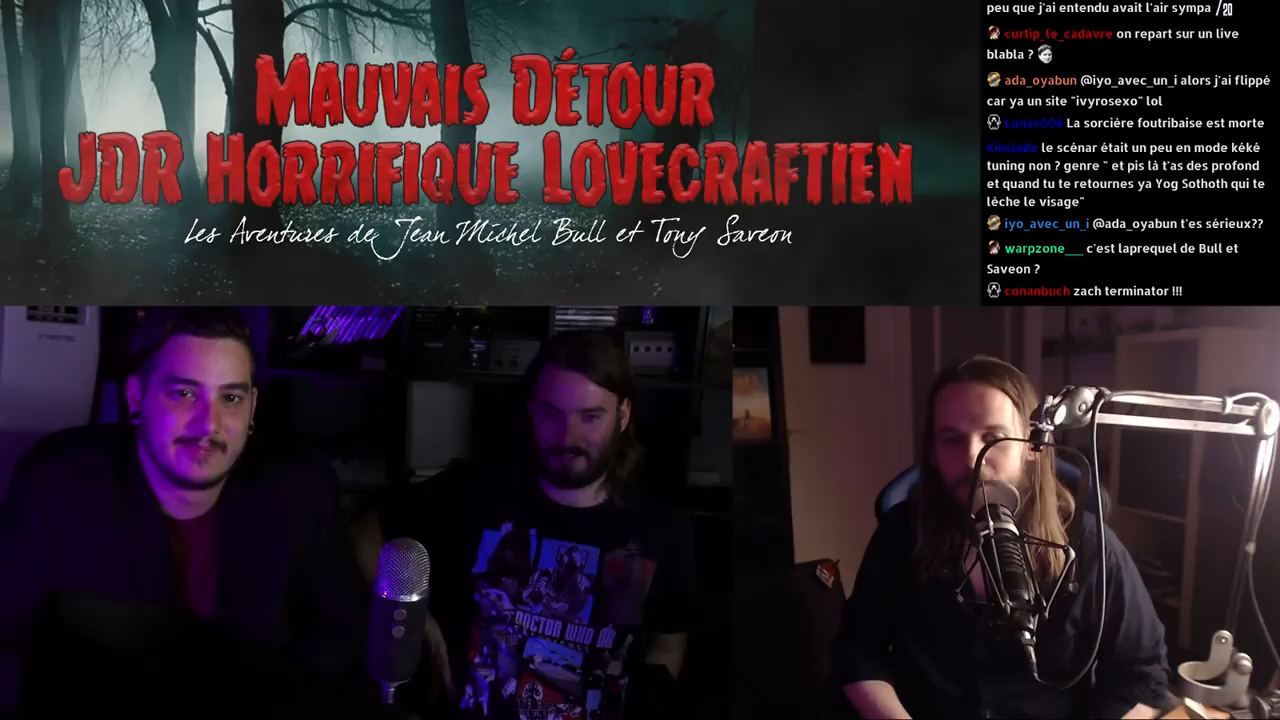 Mauvais Détour
JDR Horrifique Lovecraftien
Les Aventures de Jean Michel Bull et Tony Saveon
peu que j'ai entendu avait l'air sympa /20
curtip_le_cadavre on repart sur un live
blabla ?
ada_oyabun @iyo_avec_un_i alors j'ai flippé
car ya un site "ivyrosexo" lol
La sorcière foutribaise est morte
le scénar était un peu en mode kéké
tuning non ? genre " et pis là t'as des profond
et quand tu te retournes ya Yog Sothoth qui te
lèche le visage"
iyo_avec_un_i @ada_oyabun t'es sérieux??
warpzone___ c'est laprequel de Bull et
Saveon ?
conanbuch zach terminator !!!
DOCTOR WHO